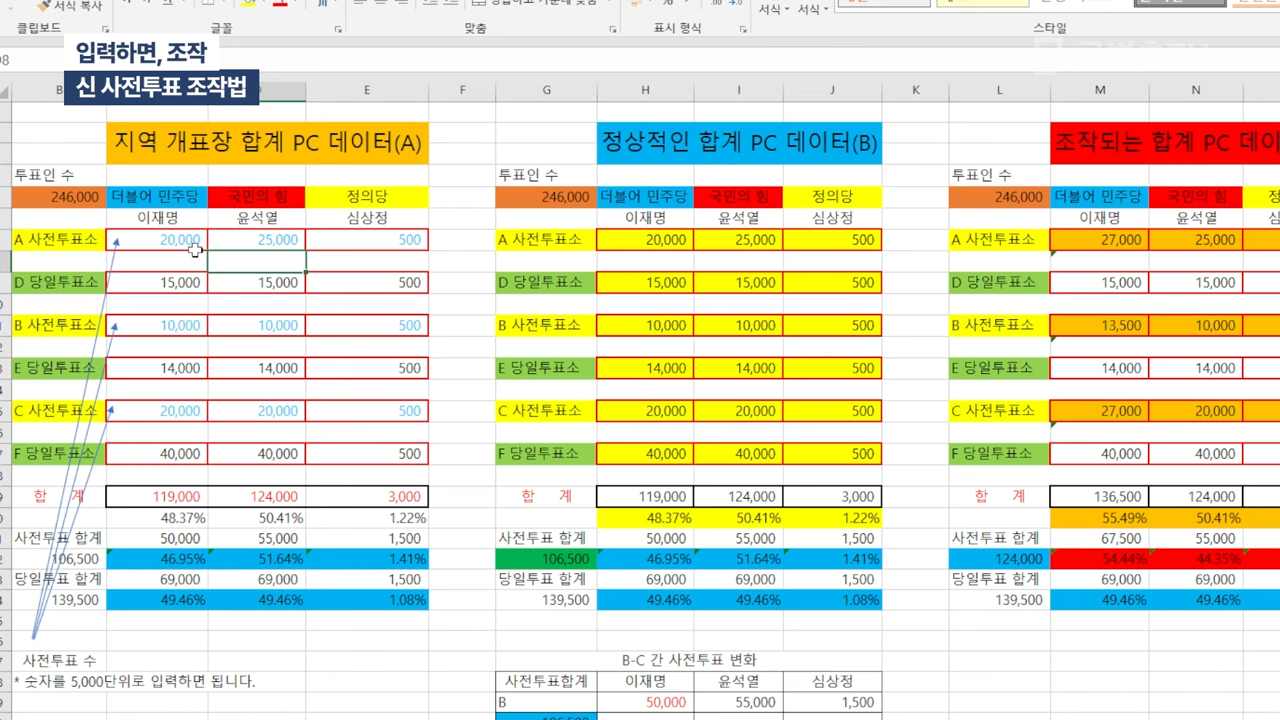 서식 복사
서식 서식
클립보드 글꼴 맞춤 표시 형식 스타일
입력하면, 조작
신 사전투표 조작법
B E F G H I J K L M N
지역 개표장 합계 PC 데이터(A) 정상적인 합계 PC 데이터(B) 조작되는 합계 PC
투표인 수 투표인 수 투표인 수
246,000 더불어 민주당 국민의 힘 정의당 246,000 더불어 민주당 국민의 힘 정의당 246,000 더불어 민주당 국민의 힘
이재명 윤석열 심상정 이재명 윤석열 심상정 이재명 윤석열
A 사전투표소 20,000 25,000 500 A 사전투표소 20,000 25,000 500 A 사전투표소 27,000 25,000
D 당일투표소 15,000 15,000 500 D 당일투표소 15,000 15,000 500 D 당일투표소 15,000 15,000
B 사전투표소 10,000 10,000 500 B 사전투표소 10,000 10,000 500 B 사전투표소 13,500 10,000
E 당일투표소 14,000 14,000 500 E 당일투표소 14,000 14,000 500 E 당일투표소 14,000 14,000
C 사전투표소 20,000 20,000 500 C 사전투표소 20,000 20,000 500 C 사전투표소 27,000 20,000
F 당일투표소 40,000 40,000 500 F 당일투표소 40,000 40,000 500 F 당일투표소 40,000 40,000
합 계 119,000 124,000 3,000 합 계 119,000 124,000 3,000 합 계 136,500 124,000
48.37% 50.41% 1.22% 48.37% 50.41% 1.22% 55.49% 50.41%
사전투표 합계 50,000 55,000 1,500 사전투표 합계 50,000 55,000 1,500 사전투표 합계 67,500 55,000
106,500 46.95% 51.64% 1.41% 106,500 46.95% 51.64% 1.41% 124,000 54.44% 44.35%
당일투표 합계 69,000 69,000 1,500 당일투표 합계 69,000 69,000 1,500 당일투표 합계 69,000 69,000
139,500 49.46% 49.46% 1.08% 139,500 49.46% 49.46% 1.08% 139,500 49.46% 49.46%
사전투표 수 B-C 간 사전투표 변화
* 숫자를 5,000단위로 입력하면 됩니다. 사전투표합계 이재명 윤석열 심상정
B 50,000 55,000 1,500